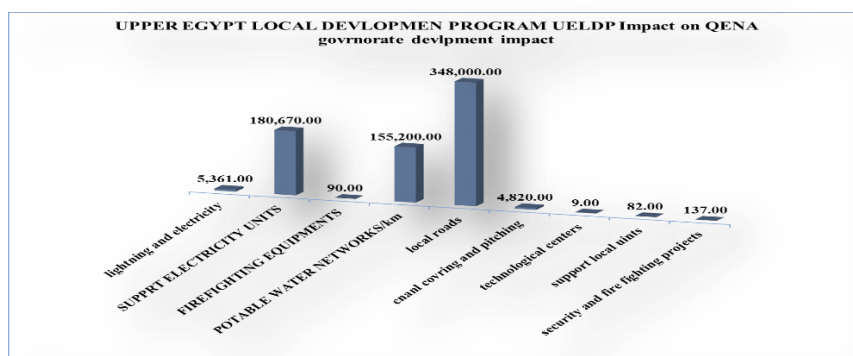 UPPER EGYPT LOCAL DEVLOPMEN PROGRAM UELDP Impact on QENA
govrnorate devlpment impact
348,000.00
180,670.00
155,200.00
5,361.00
90.00
4,820.00
9.00
82.00
137.00
lightning and electricity
SUPPRT ELECTRICITY UNITS
FIREFIGHTING EQUIPMENTS
POTABLE WATER NETWORKS/km
local roads
cnanl covring and pitching
technological centers
support local uints
security and fire fighting projects